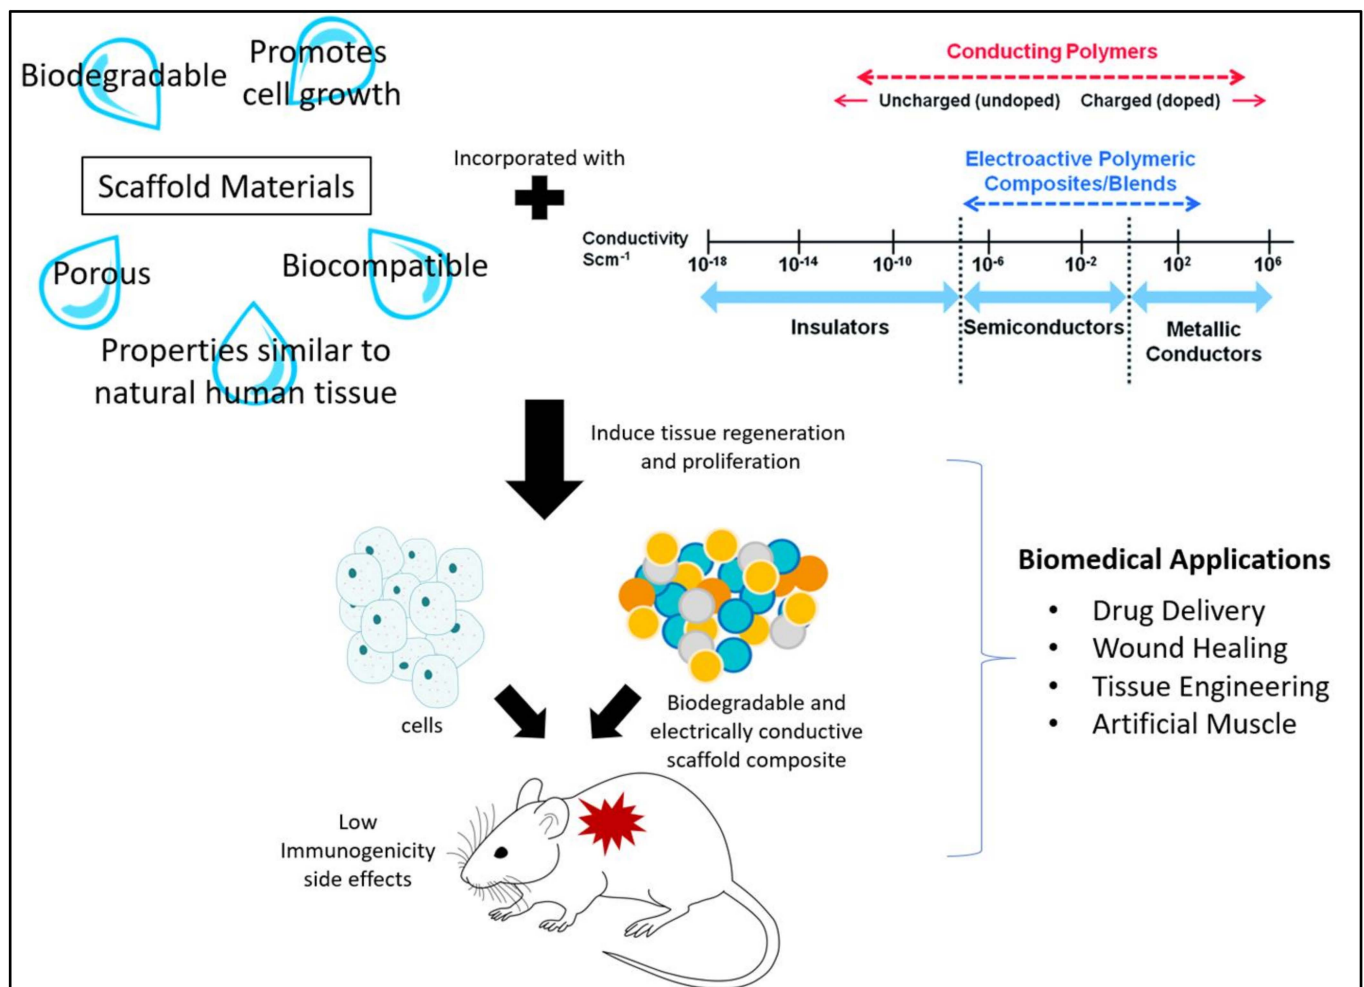 Biodegradable
Promotes
cell growth
Scaffold Materials
Porous
Biocompatible
Properties similar to
natural human tissue
Incorporated with
Conducting Polymers
Uncharged (undoped) Charged (doped)
Electroactive Polymeric
Composites/Blends
Conductivity
Scm⁻¹
10⁻¹⁸ 10⁻¹⁴ 10⁻¹⁰ 10⁻⁶ 10⁻² 10² 10⁶
Insulators Semiconductors Metallic
Conductors
Induce tissue regeneration
and proliferation
cells
Biodegradable and
electrically conductive
scaffold composite
Low
Immunogenicity
side effects
Biomedical Applications
• Drug Delivery
• Wound Healing
• Tissue Engineering
• Artificial Muscle